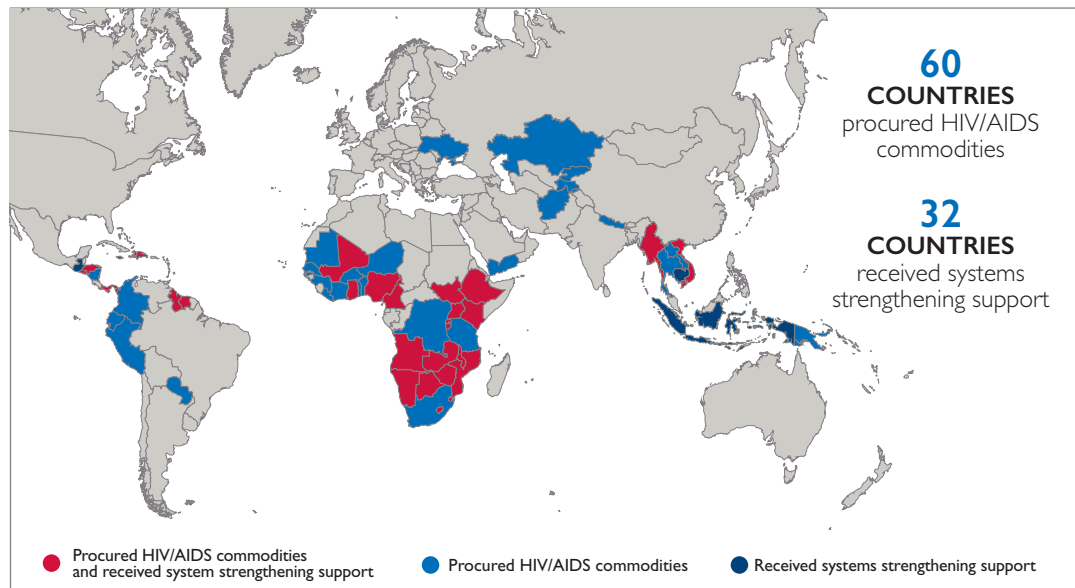 60
COUNTRIES
procured HIV/AIDS
commodities
32
COUNTRIES
received systems
strengthening support
Procured HIV/AIDS commodities
and received system strengthening support
Procured HIV/AIDS commodities
Received systems strengthening support